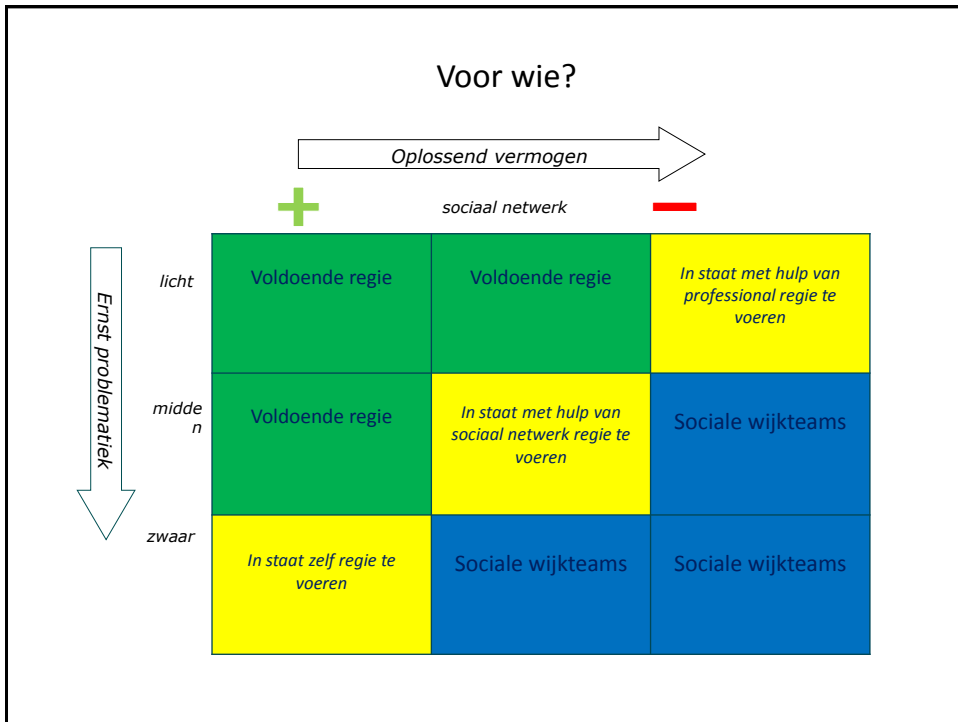 Voor wie?
Oplossend vermogen
+
sociaal netwerk
−
Ernst problematiek
licht
Voldoende regie
Voldoende regie
In staat met hulp van
professional regie te
voeren
midde
n
Voldoende regie
In staat met hulp van
sociaal netwerk regie te
voeren
Sociale wijkteams
zwaar
In staat zelf regie te
voeren
Sociale wijkteams
Sociale wijkteams